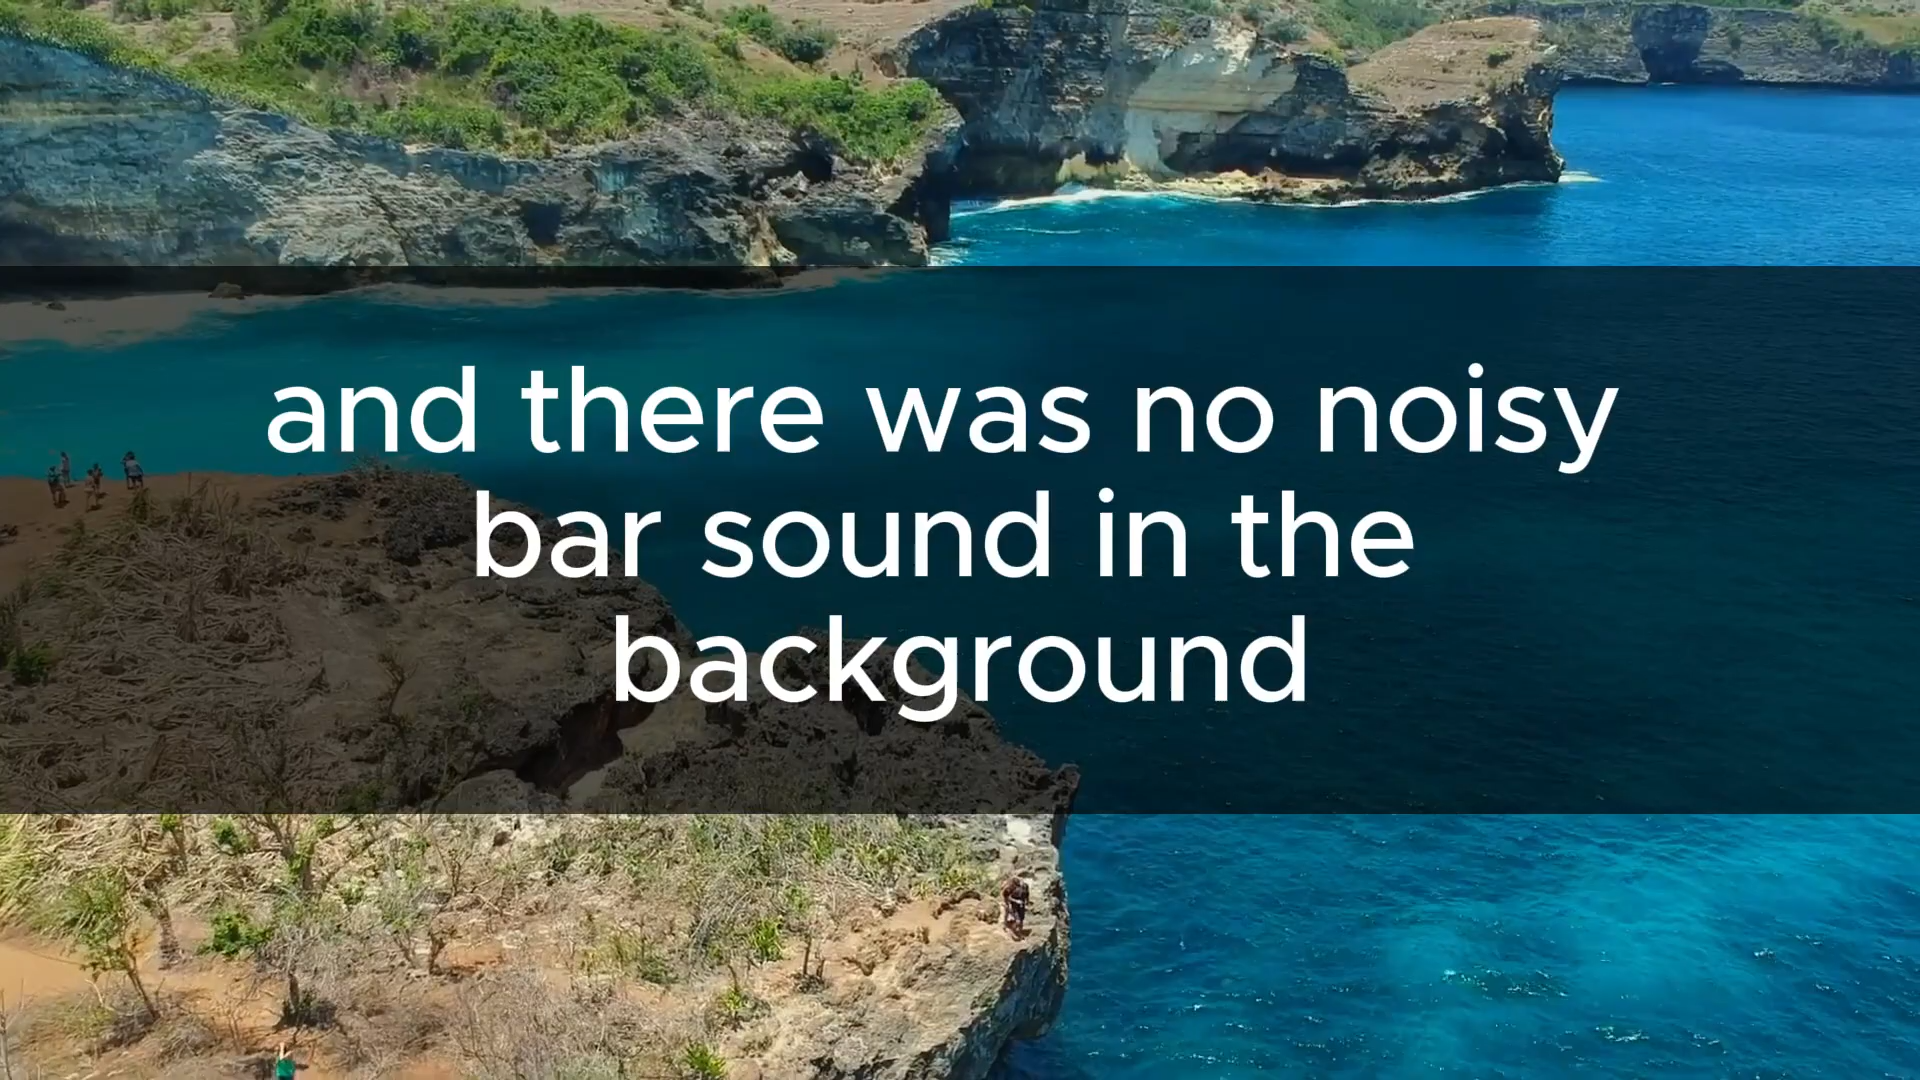 and there was no noisy
bar sound in the
background